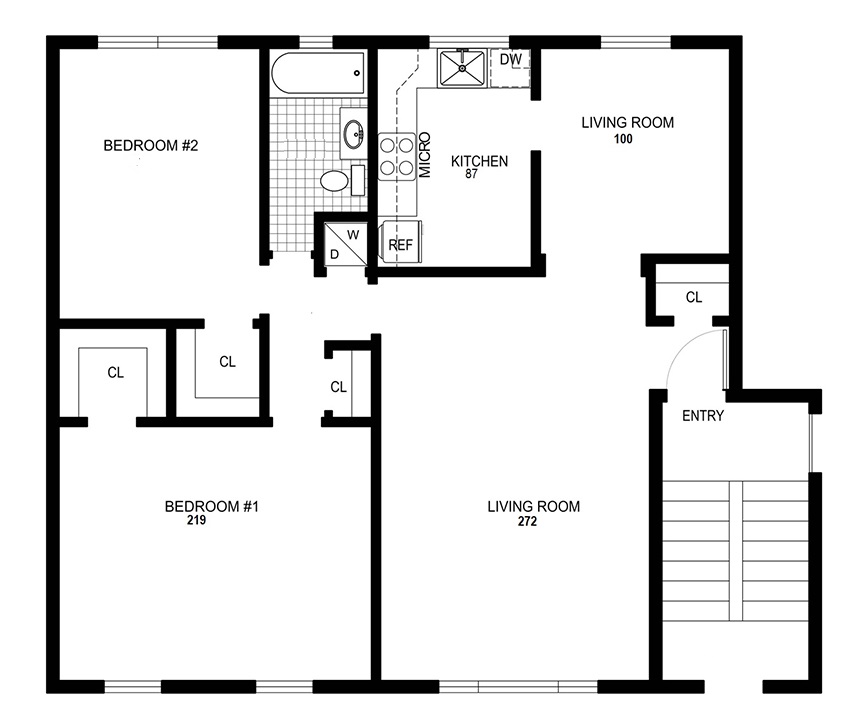 DW
LIVING ROOM
100
BEDROOM #2
MICRO
KITCHEN
87
W
D
REF
CL
CL
CL
CL
ENTRY
BEDROOM #1
219
LIVING ROOM
272